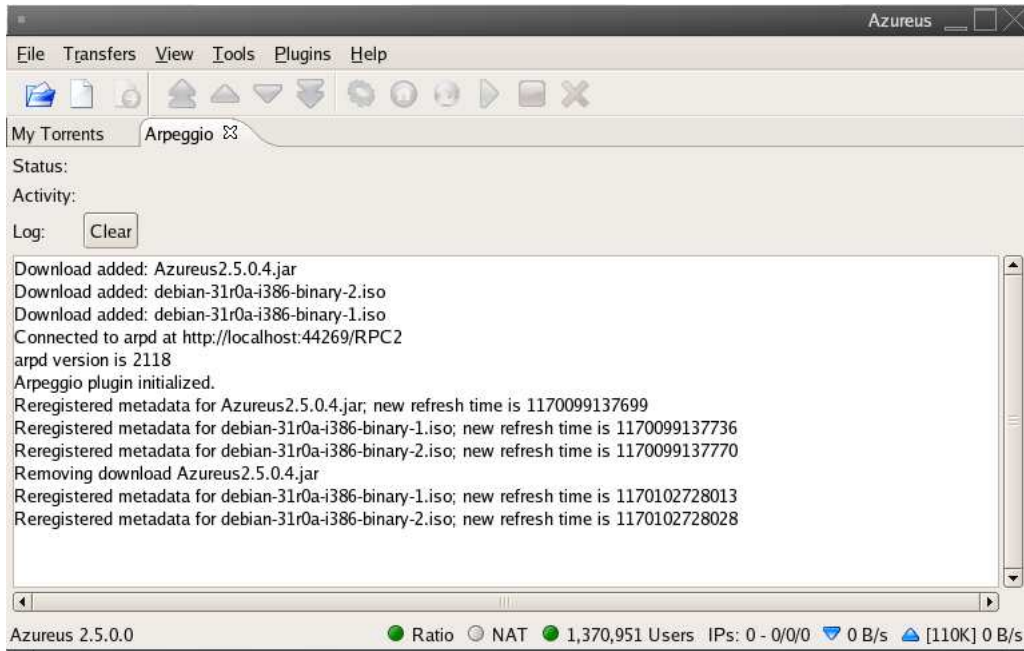 Azureus
File Transfers View Tools Plugins Help
My Torrents Arpeggio
Status:
Activity:
Log: Clear
Download added: Azureus2.5.0.4.jar
Download added: debian-31r0a-i386-binary-2.iso
Download added: debian-31r0a-i386-binary-1.iso
Connected to arpd at http://localhost:44269/RPC2
arpd version is 2118
Arpeggio plugin initialized.
Reregistered metadata for Azureus2.5.0.4.jar; new refresh time is 1170099137699
Reregistered metadata for debian-31r0a-i386-binary-1.iso; new refresh time is 1170099137736
Reregistered metadata for debian-31r0a-i386-binary-2.iso; new refresh time is 1170099137770
Removing download Azureus2.5.0.4.jar
Reregistered metadata for debian-31r0a-i386-binary-1.iso; new refresh time is 1170102728013
Reregistered metadata for debian-31r0a-i386-binary-2.iso; new refresh time is 1170102728028
Azureus 2.5.0.0 Ratio NAT 1,370,951 Users IPs: 0 - 0/0/0 0 B/s [110K] 0 B/s